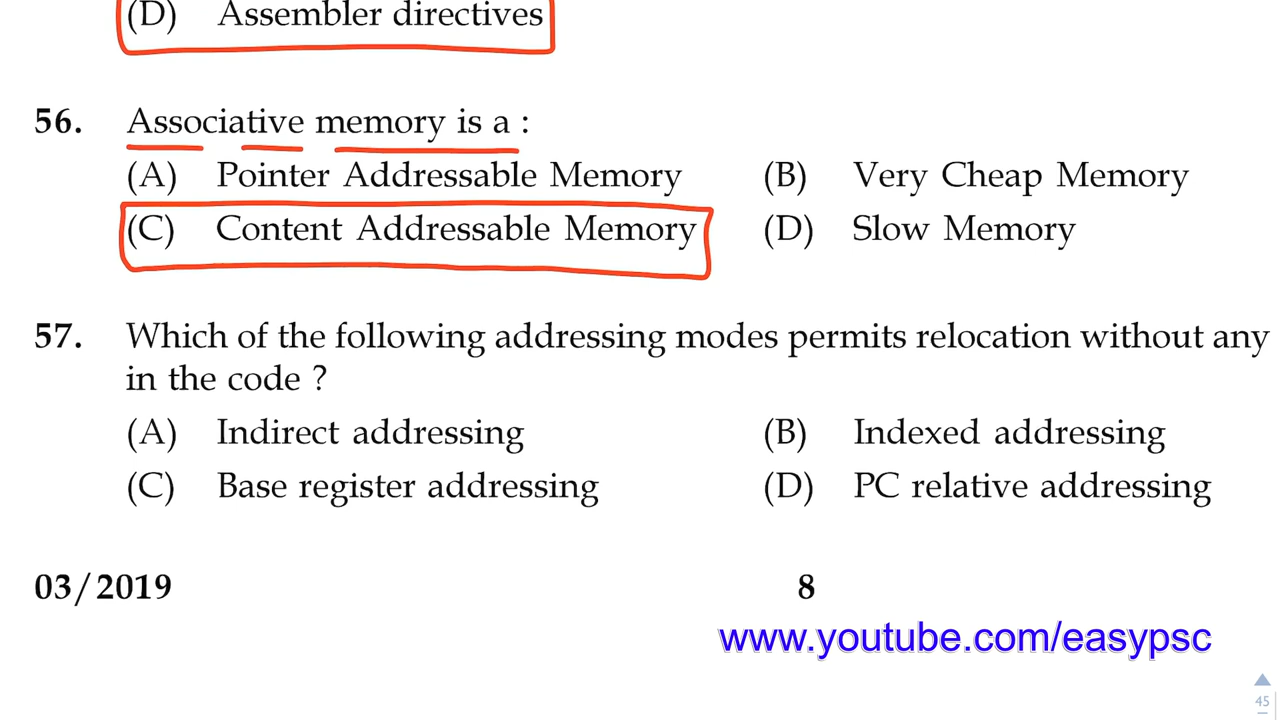 (D) Assembler directives
56. Associative memory is a :
(A) Pointer Addressable Memory (B) Very Cheap Memory
(C) Content Addressable Memory (D) Slow Memory
57. Which of the following addressing modes permits relocation without any
in the code ?
(A) Indirect addressing (B) Indexed addressing
(C) Base register addressing (D) PC relative addressing
03/2019 8
www.youtube.com/easypsc
45